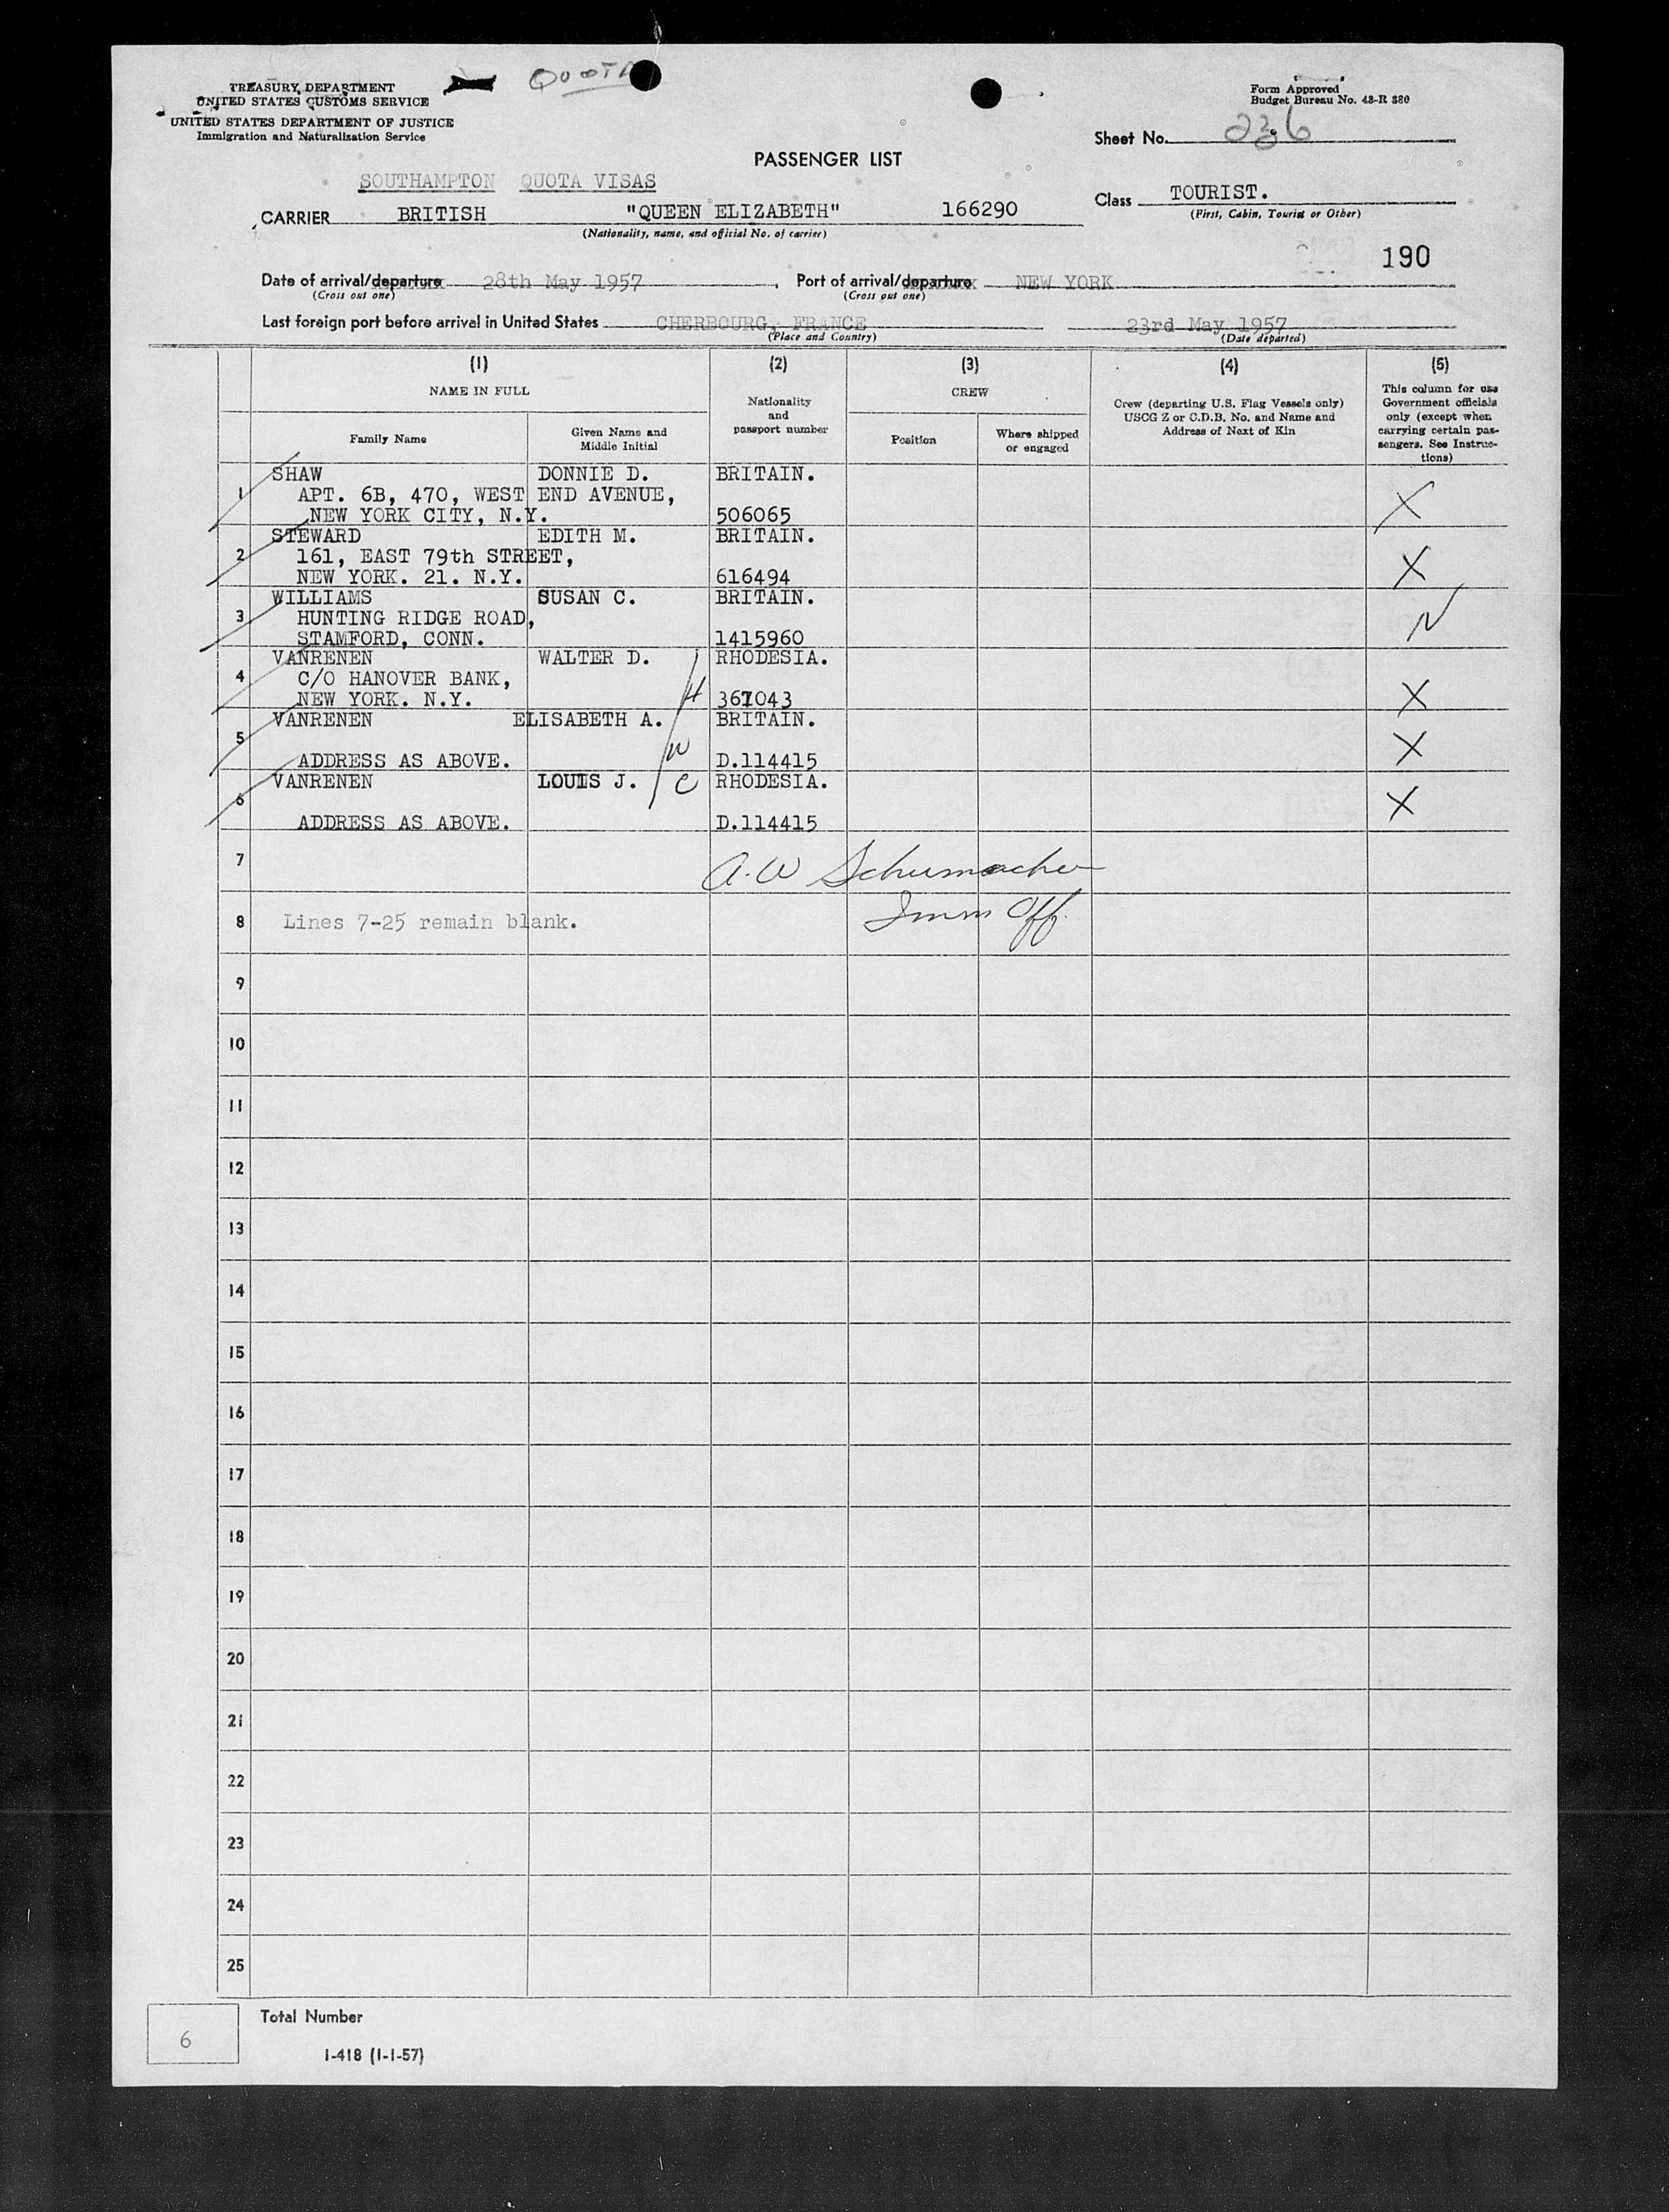 TREASURY DEPARTMENT
UNITED STATES CUSTOMS SERVICE
UNITED STATES DEPARTMENT OF JUSTICE
Immigration and Naturalization Service
QUOTA
Form Approved
Budget Bureau No. 43-R 380
Sheet No. 236
PASSENGER LIST
SOUTHAMPTON QUOTA VISAS
CARRIER BRITISH "QUEEN ELIZABETH" 166290
(Nationality, name, and official No. of carrier)
Class TOURIST.
(First, Cabin, Tourist or Other)
190
Date of arrival/departure 28th May 1957, Port of arrival/departure NEW YORK
(Cross out one) (Cross out one)
Last foreign port before arrival in United States CHERBOURG, FRANCE 23rd May 1957
(Place and Country) (Date departed)
(1) (2) (3) (4) (5)
NAME IN FULL
Family Name
Given Name and
Middle Initial
Nationality
and
passport number
CREW
Position
Where shipped
or engaged
Crew (departing U.S. Flag Vessels only)
USCG Z or C.D.B. No. and Name and
Address of Next of Kin
This column for use
Government officials
only (except when
carrying certain pas-
sengers. See Instruc-
tions)
SHAW DONNIE D. BRITAIN.
1 APT. 6B, 470, WEST END AVENUE, X
NEW YORK CITY, N.Y. 506065
STEWARD EDITH M. BRITAIN.
2 161, EAST 79th STREET, X
NEW YORK. 21. N.Y. 616494
WILLIAMS SUSAN C. BRITAIN.
3 HUNTING RIDGE ROAD, N
STAMFORD, CONN. 1415960
VANRENEN WALTER D. RHODESIA.
4 C/O HANOVER BANK,
NEW YORK. N.Y. H 367043 X
VANRENEN ELISABETH A. BRITAIN.
5 W X
ADDRESS AS ABOVE. D.114415
VANRENEN LOUIS J. C RHODESIA.
6 X
ADDRESS AS ABOVE. D.114415
7 A.W Schumacher
8 Lines 7-25 remain blank. Imm Off.
9
10
11
12
13
14
15
16
17
18
19
20
21
22
23
24
25
Total Number
6
I-418 (1-1-57)